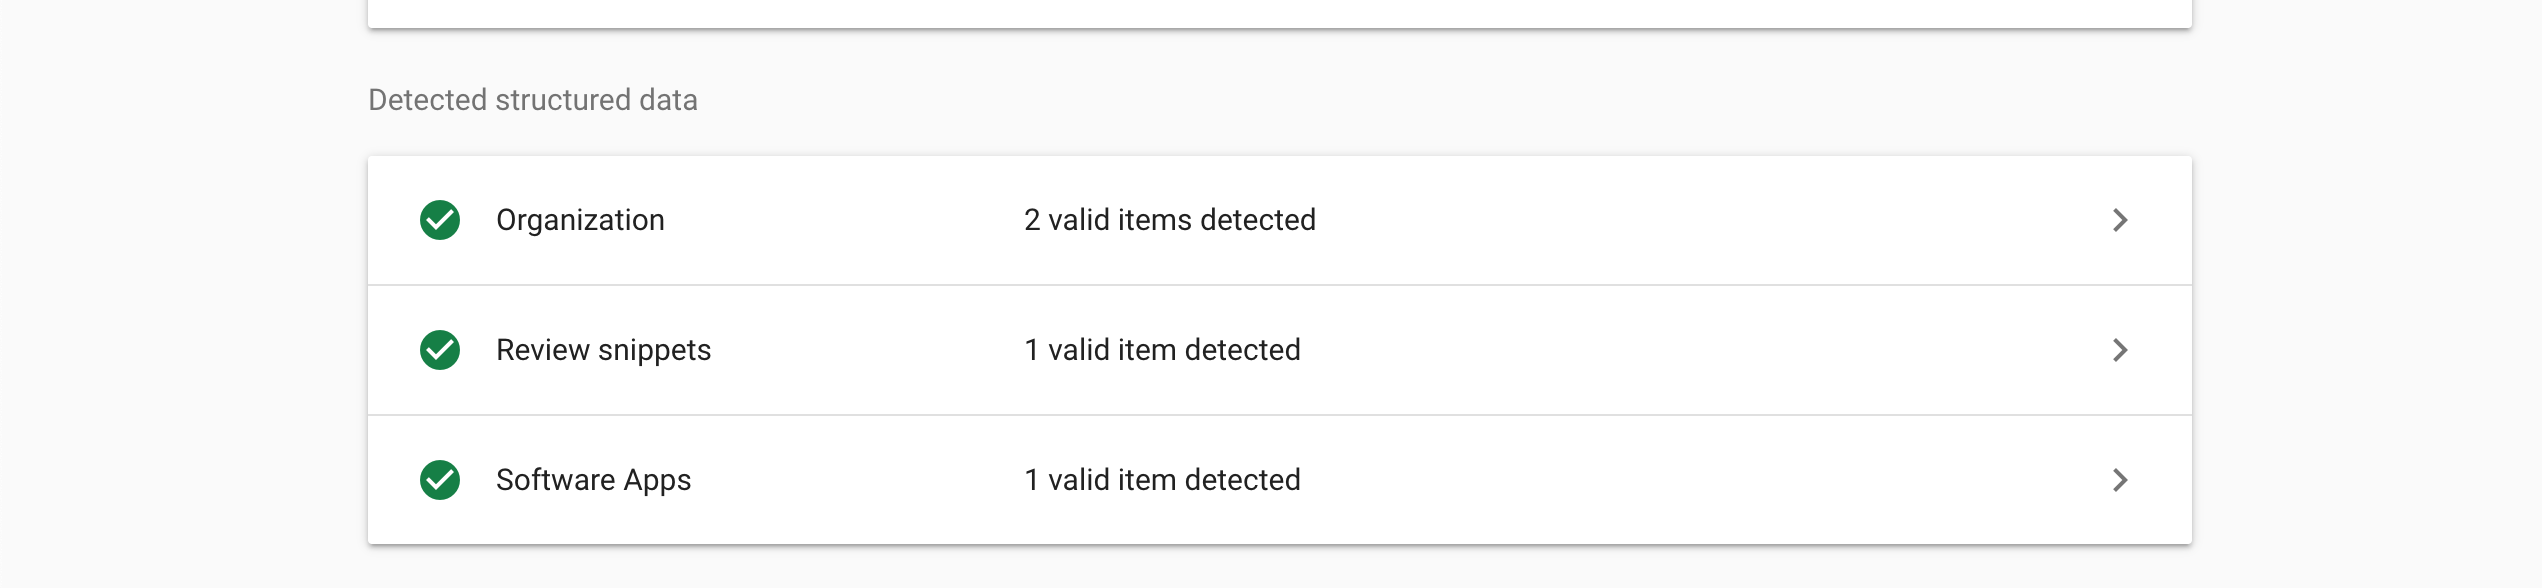 Detected structured data
Organization 2 valid items detected
Review snippets 1 valid item detected
Software Apps 1 valid item detected